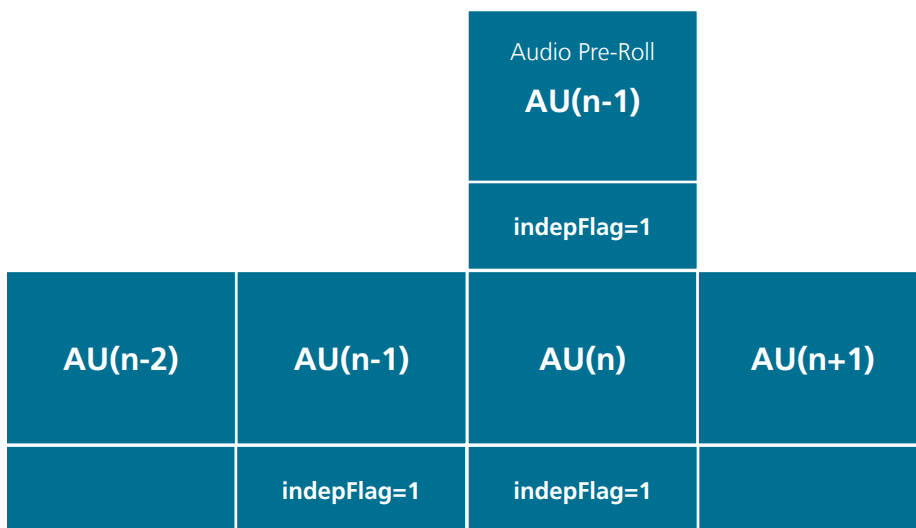 Audio Pre-Roll
AU(n-1)
indepFlag=1
AU(n-2)
AU(n-1)
AU(n)
AU(n+1)
indepFlag=1
indepFlag=1